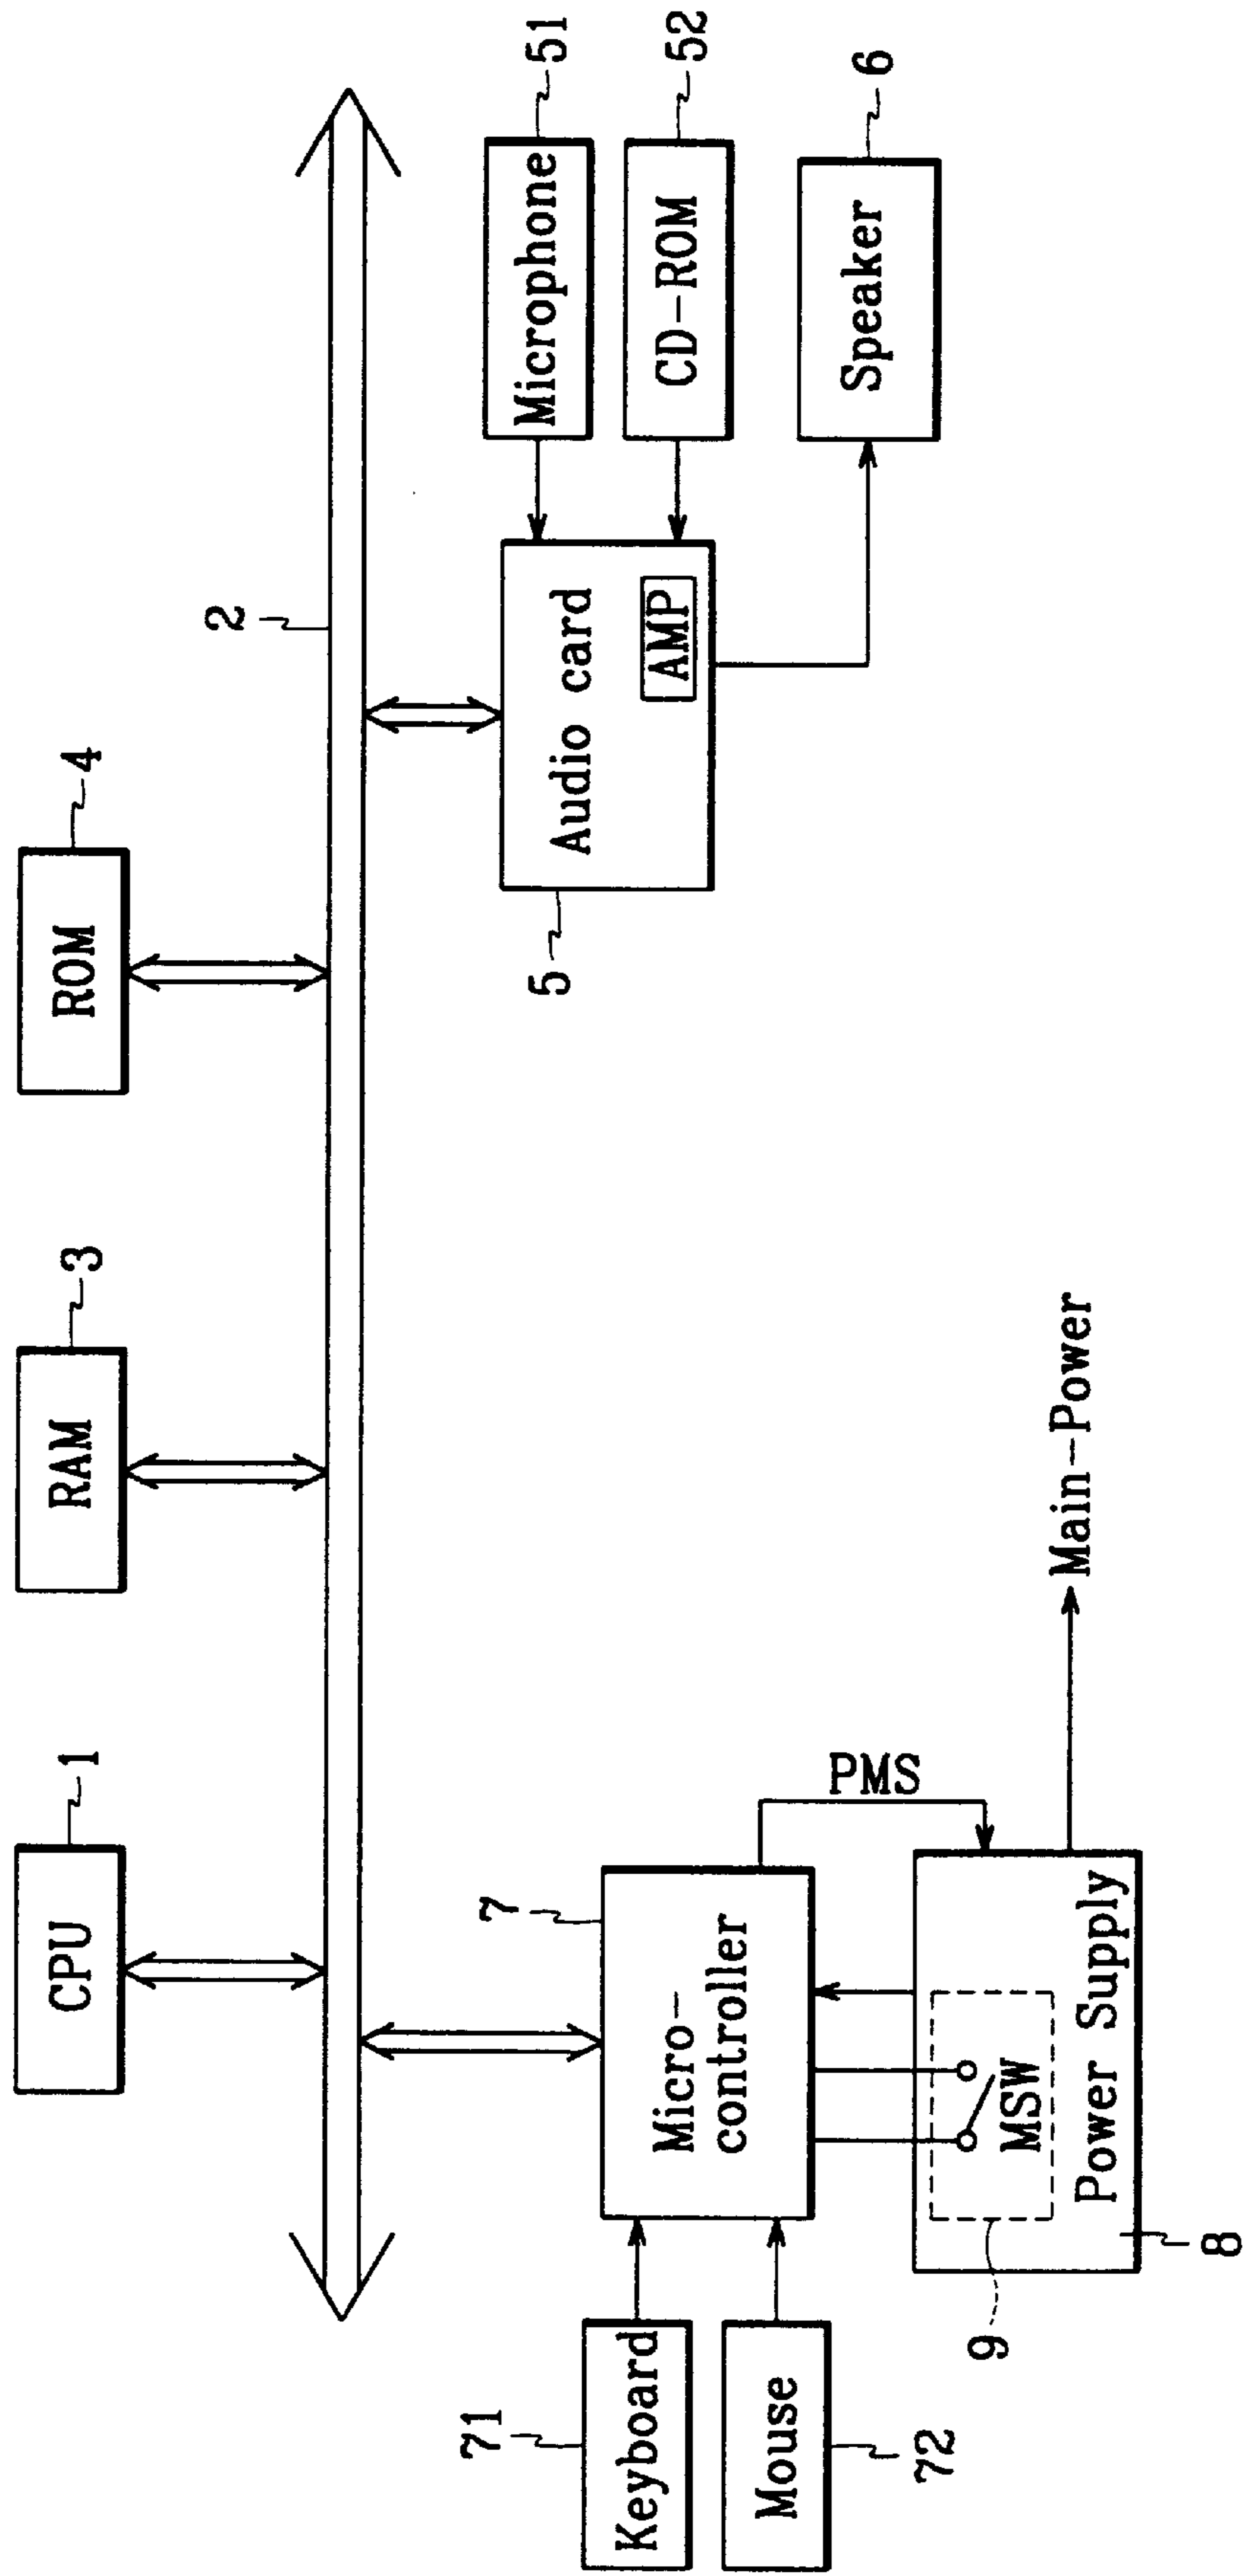 CPU
1
RAM
3
ROM
4
2
7
Micro-
controller
71
Keyboard
Mouse
72
PMS
MSW
9
Power Supply
8
Main-Power
5
Audio card
AMP
Microphone
51
CD-ROM
52
Speaker
6